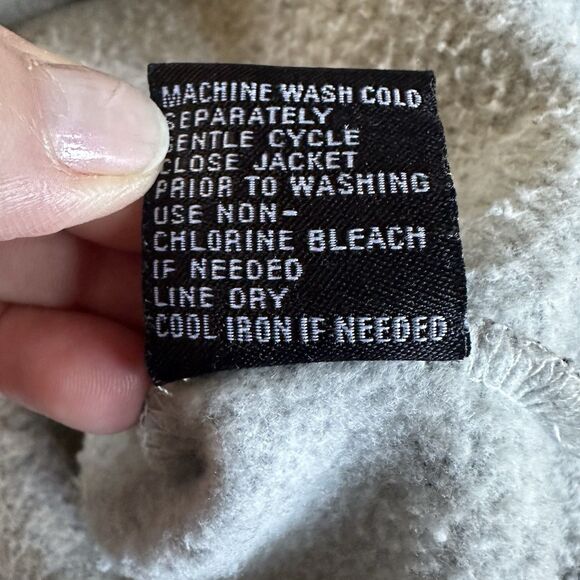 MACHINE WASH COLD
SEPARATELY
GENTLE CYCLE
CLOSE JACKET
PRIOR TO WASHING
USE NON-
CHLORINE BLEACH
IF NEEDED
LINE DRY
COOL IRON IF NEEDED